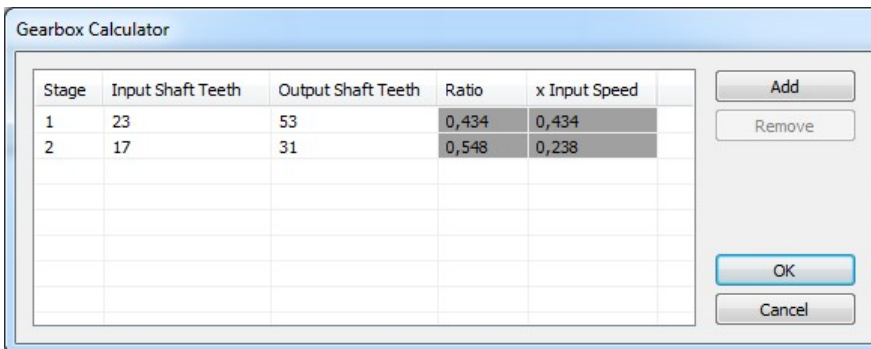 Gearbox Calculator
Stage Input Shaft Teeth Output Shaft Teeth Ratio x Input Speed
1 23 53 0,434 0,434
2 17 31 0,548 0,238
Add
Remove
OK
Cancel